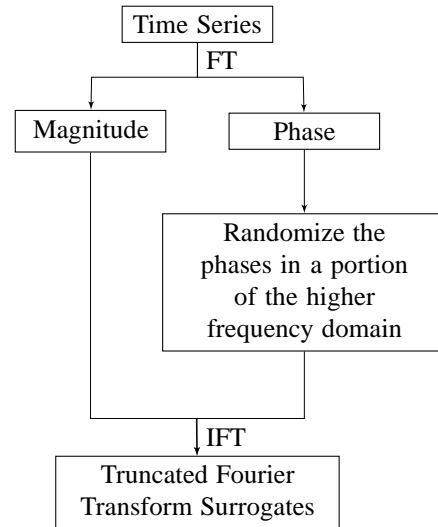 Time Series
FT
Magnitude
Phase
Randomize the
phases in a portion
of the higher
frequency domain
IFT
Truncated Fourier
Transform Surrogates